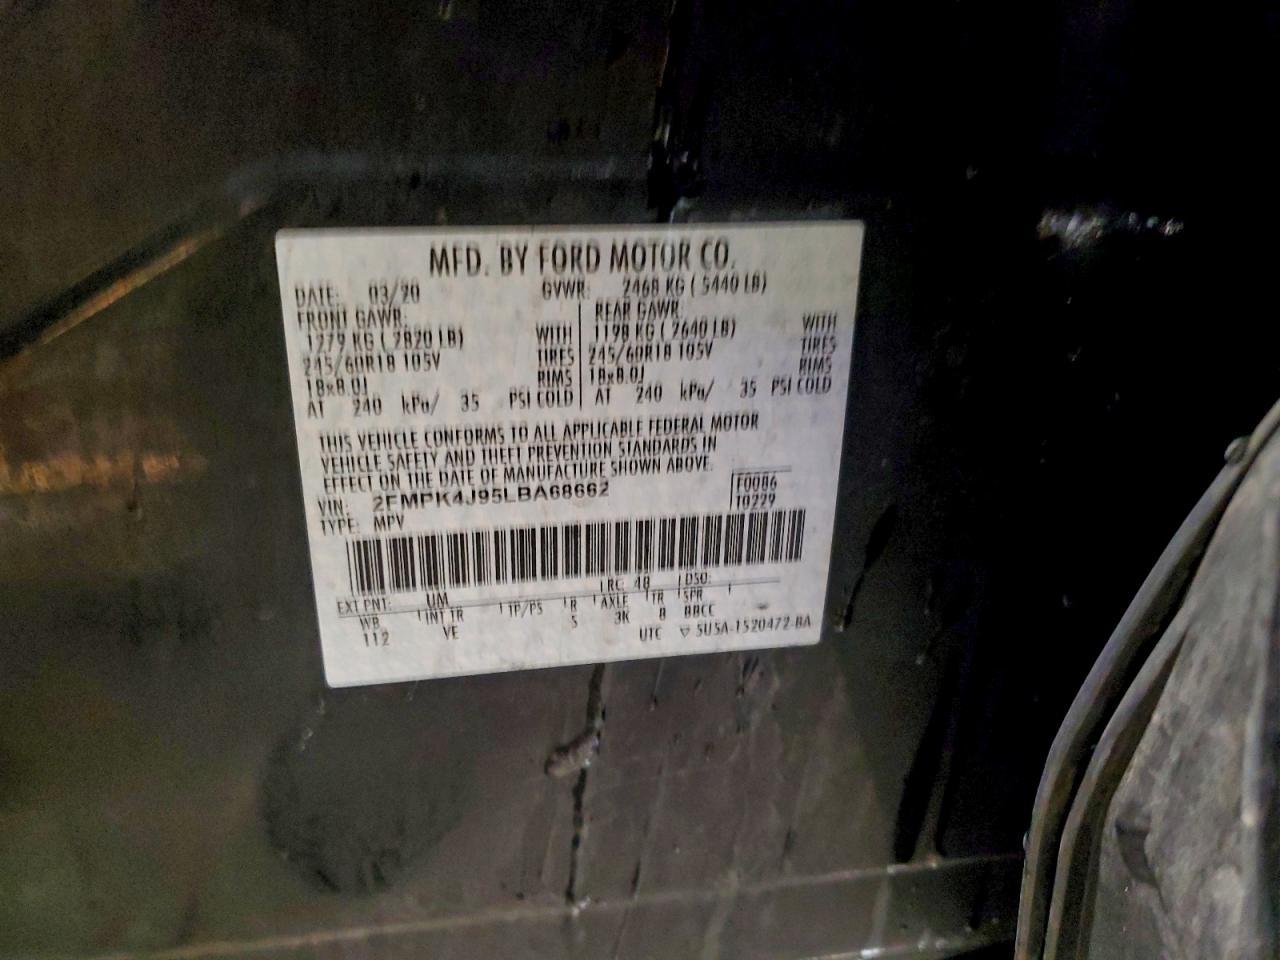 MFD. BY FORD MOTOR CO.
DATE: 03/20 GVWR: 2468 KG ( 5440 LB)
FRONT GAWR: REAR GAWR:
1279 KG ( 2820 LB) WITH 1198 KG ( 2640 LB) WITH
245/60R18 105V TIRES 245/60R18 105V TIRES
18x8.0J RIMS 18x8.0J RIMS
AT 240 kPa/ 35 PSI COLD AT 240 kPa/ 35 PSI COLD
THIS VEHICLE CONFORMS TO ALL APPLICABLE FEDERAL MOTOR
VEHICLE SAFETY AND THEFT PREVENTION STANDARDS IN
EFFECT ON THE DATE OF MANUFACTURE SHOWN ABOVE.
VIN: 2FMPK4J95LBA68662 F0086
TYPE: MPV T0229
EXT PNT: UM RC: 48 DSO:
WB INT TR TP/PS R AXLE TR SPR
112 VE 5 3K 8 BBCC
UTC ▽ 5U5A-1520472-BA